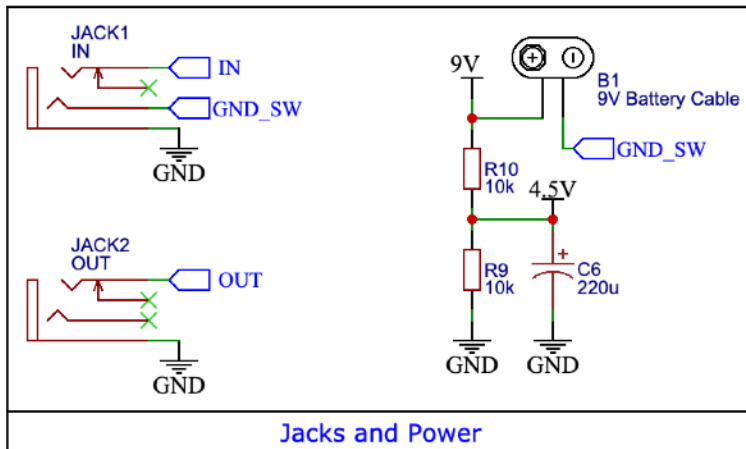 JACK1
IN
IN
GND_SW
GND
JACK2
OUT
OUT
GND
9V
B1
9V Battery Cable
GND_SW
R10
10k
4.5V
R9
10k
+
C6
220u
GND
GND
Jacks and Power